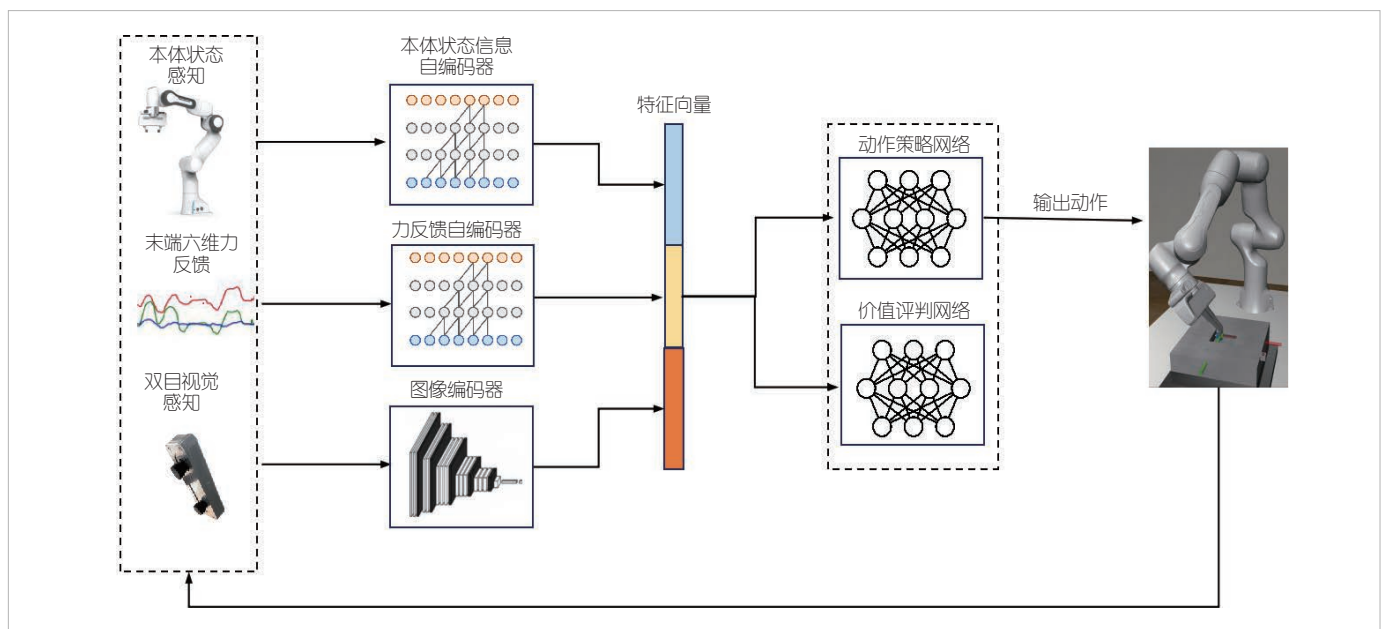 本体状态
感知
末端六维力
反馈
双目视觉
感知
本体状态信息
自编码器
力反馈自编码器
图像编码器
特征向量
动作策略网络
价值评判网络
输出动作